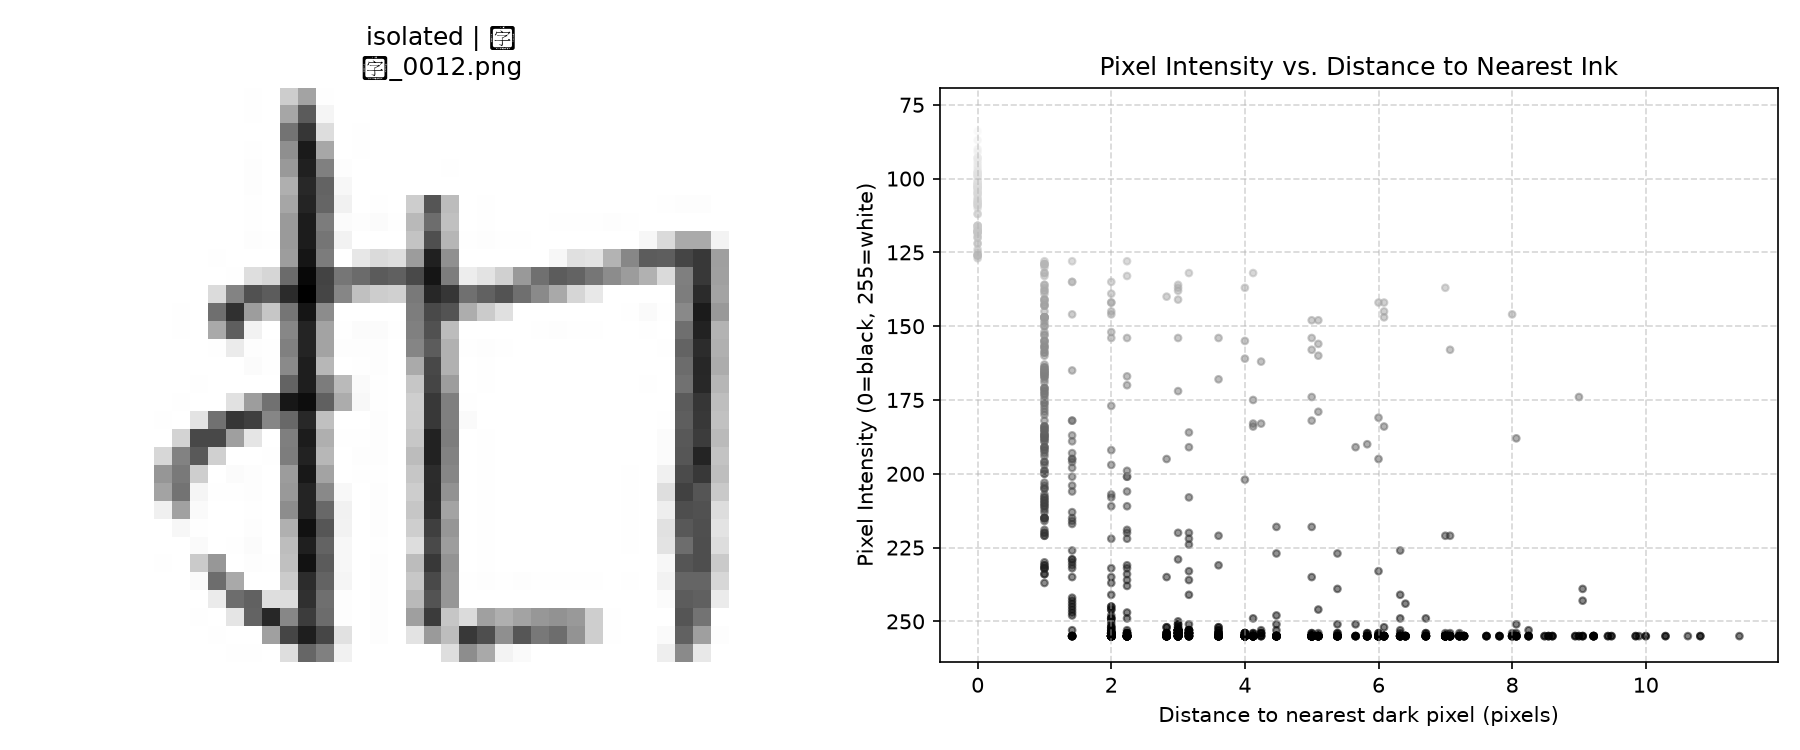 isolated |
_0012.png
Pixel Intensity vs. Distance to Nearest Ink
Pixel Intensity (0=black, 255=white)
75
100
125
150
175
200
225
250
0 2 4 6 8 10
Distance to nearest dark pixel (pixels)